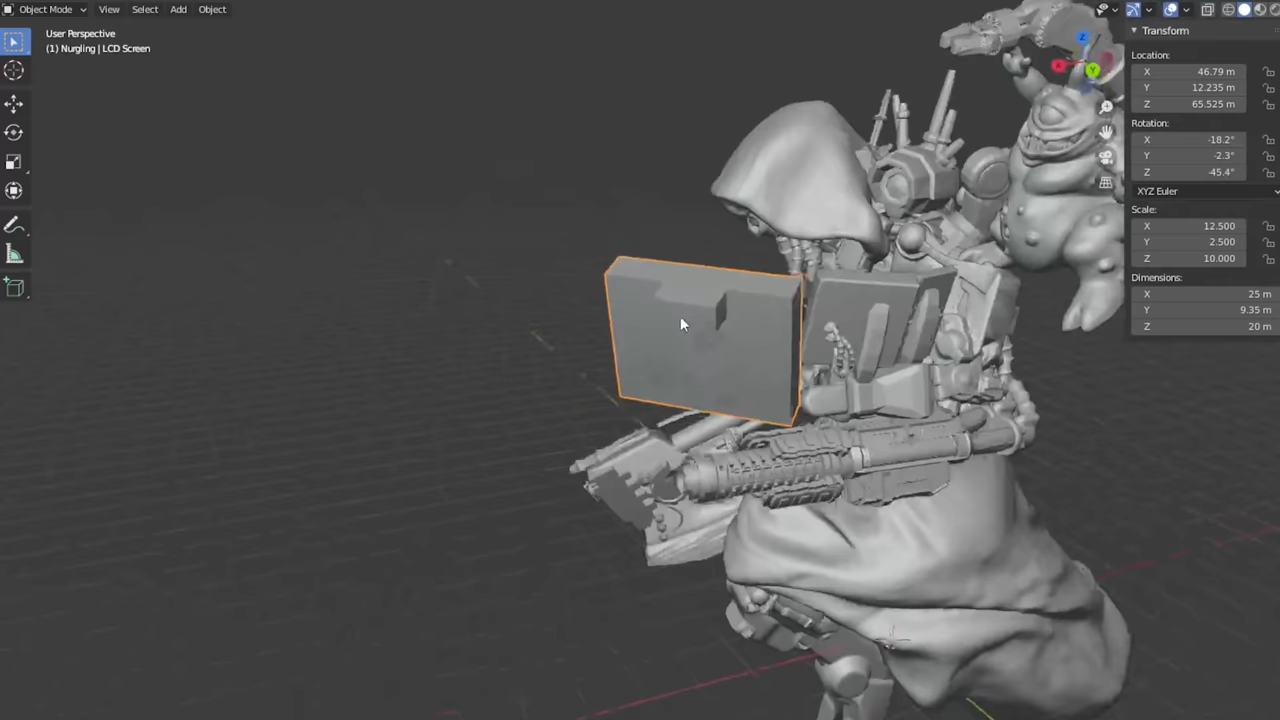 Object Mode View Select Add Object
User Perspective
(1) Nurgling | LCD Screen
Transform
Location:
X 46.79 m
Y 12.235 m
Z 65.525 m
Rotation:
X -18.2°
Y -2.3°
Z -45.4°
XYZ Euler
Scale:
X 12.500
Y 2.500
Z 10.000
Dimensions:
X 25 m
Y 9.35 m
Z 20 m
Z
X
Y